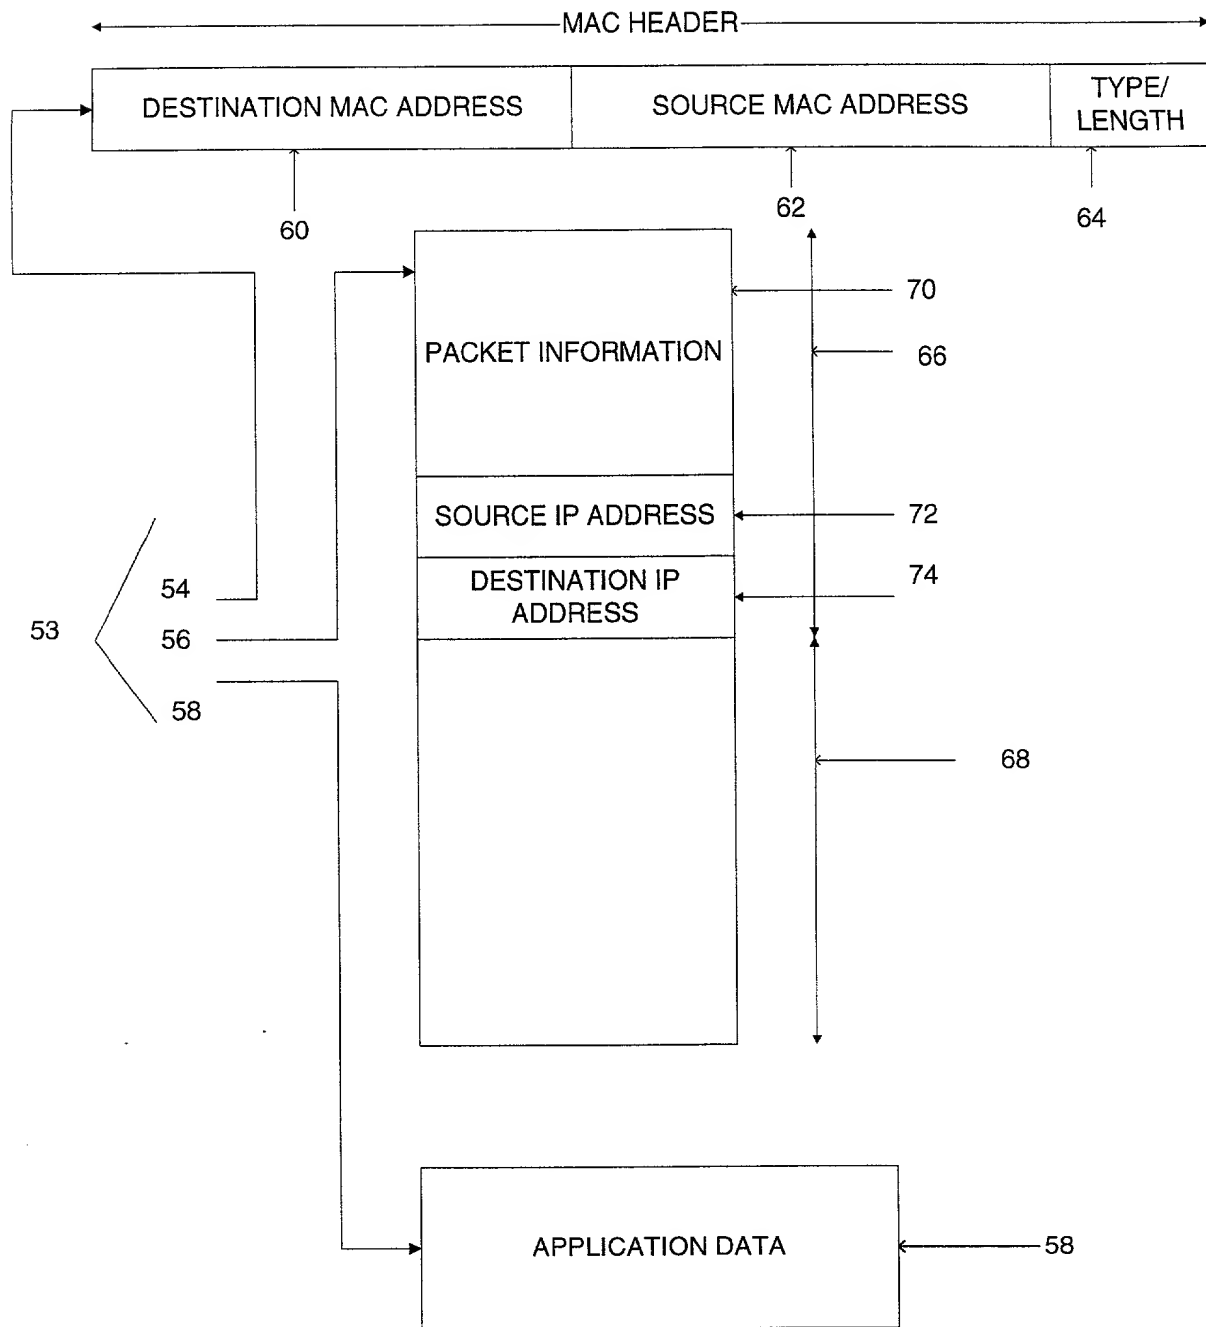 MAC HEADER
DESTINATION MAC ADDRESS
SOURCE MAC ADDRESS
TYPE/
LENGTH
60
62
64
70
PACKET INFORMATION
66
SOURCE IP ADDRESS
72
DESTINATION IP
ADDRESS
74
54
53
56
58
68
APPLICATION DATA
58